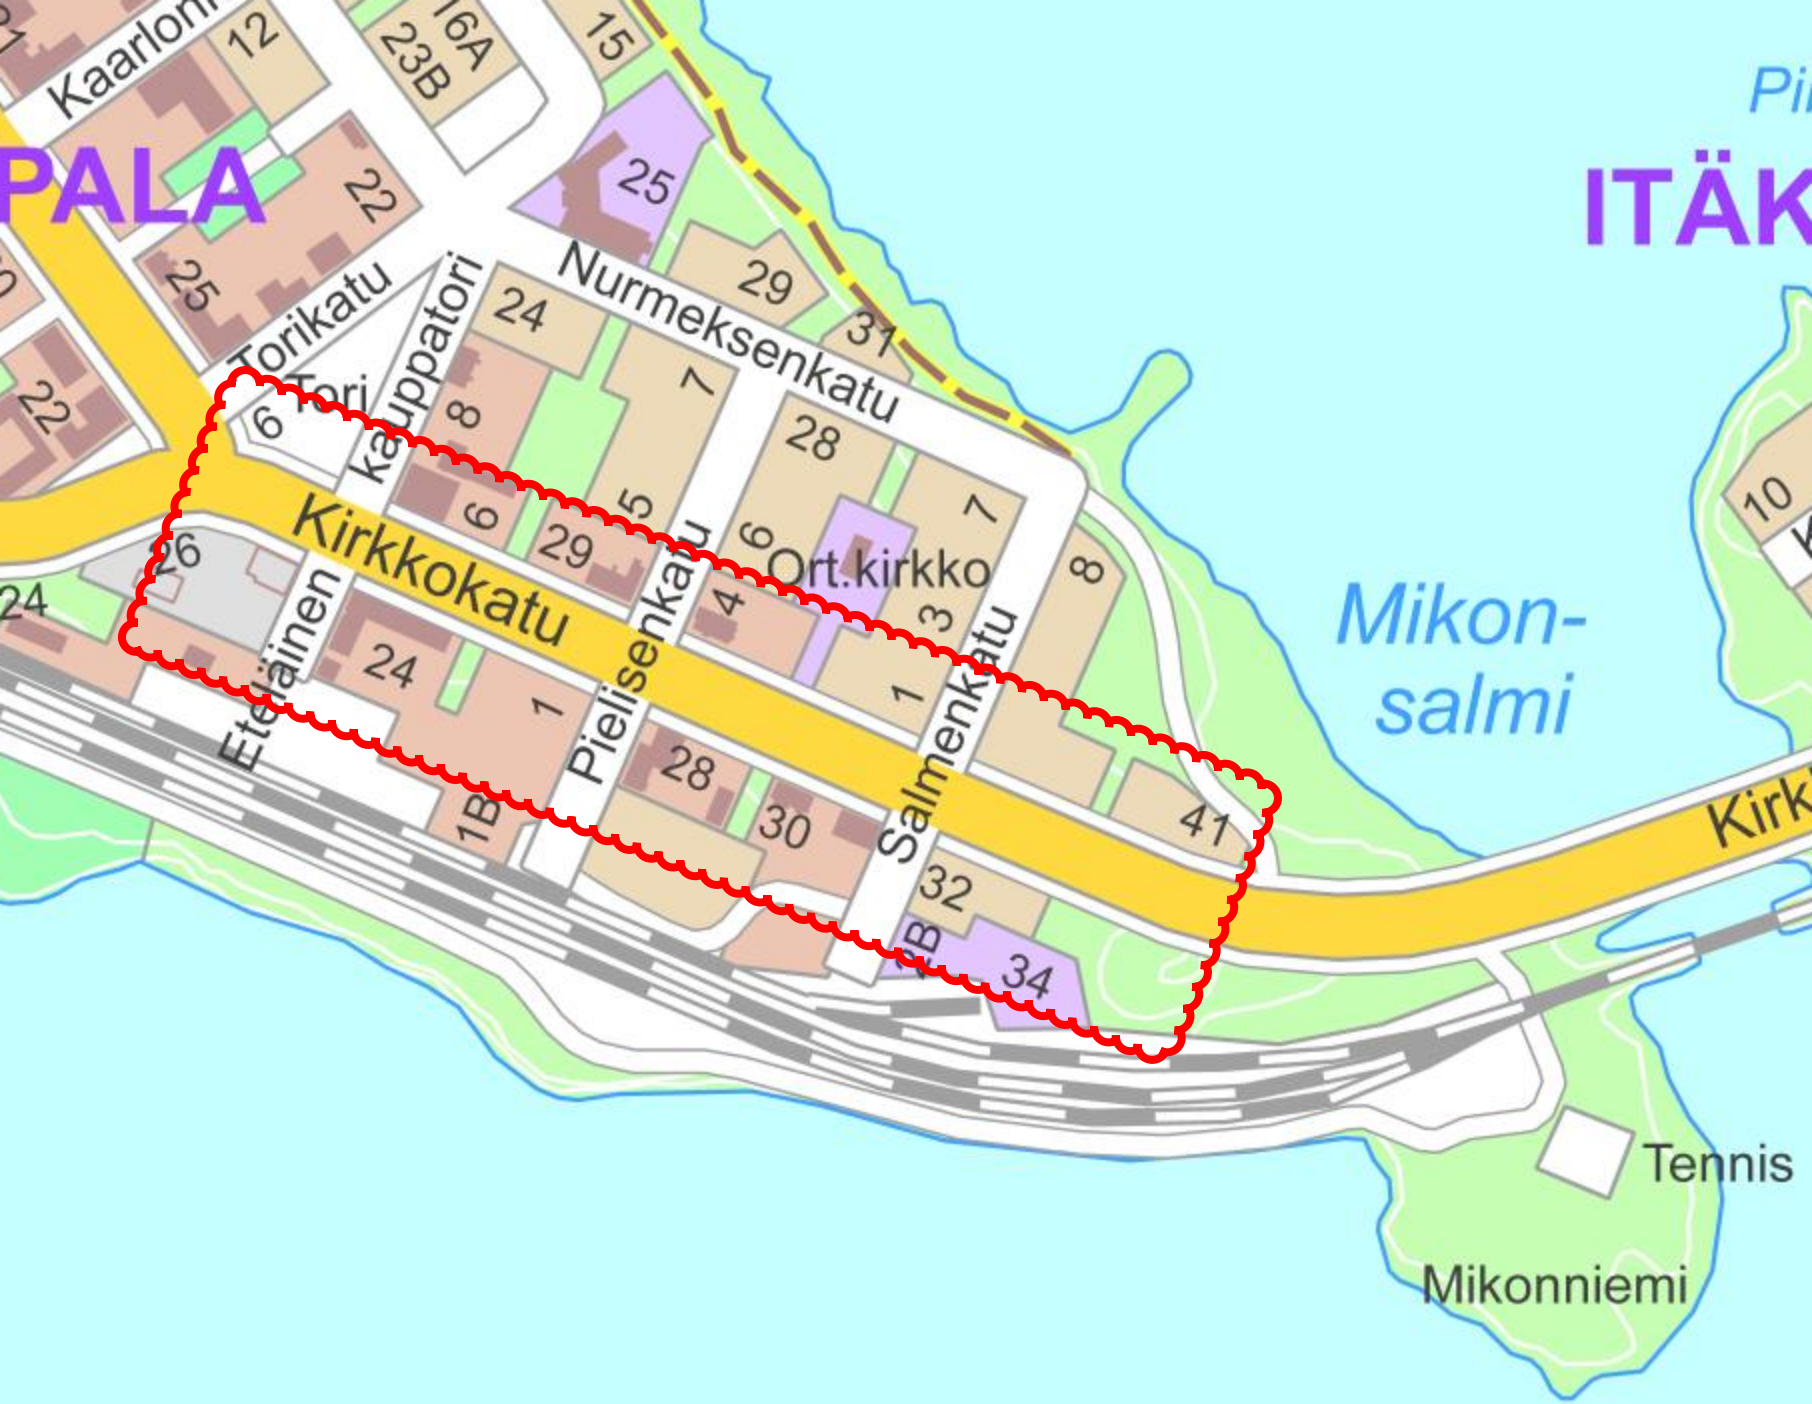 12
16A
23B
15
PALA
22
25
25
Pii
ITÄK
Torikatu
kauppatori
24
Nurmeksenkatu
29
31
22
6
Tori
8
7
28
7
10
6
5
6
Ort.kirkko
8
26
Kirkkokatu
29
4
3
Mikon-
salmi
24
Eteläinen
24
1
Pielisenkatu
1
Salmenkatu
28
30
41
1B
32
2B
34
Kirk
Tennis
Mikonniemi